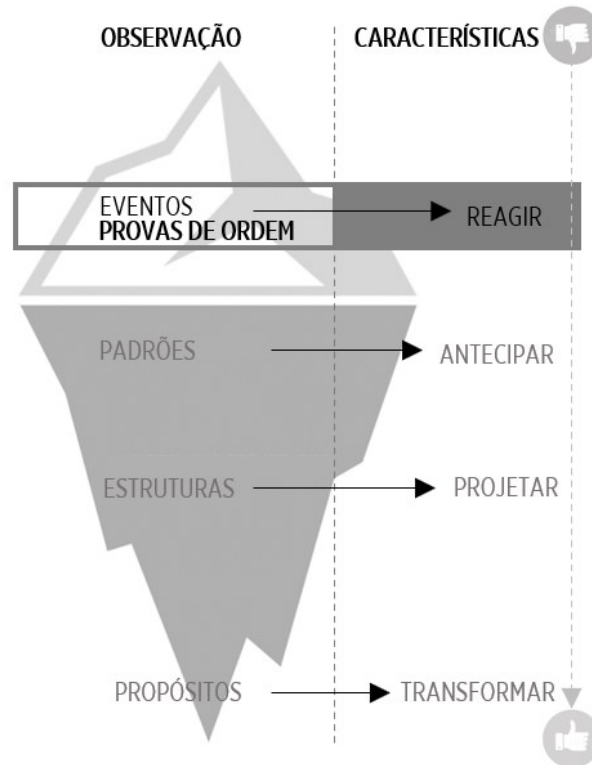 OBSERVAÇÃO
CARACTERÍSTICAS
EVENTOS
PROVAS DE ORDEM
REAGIR
PADRÕES
ANTECIPAR
ESTRUTURAS
PROJETAR
PROPÓSITOS
TRANSFORMAR